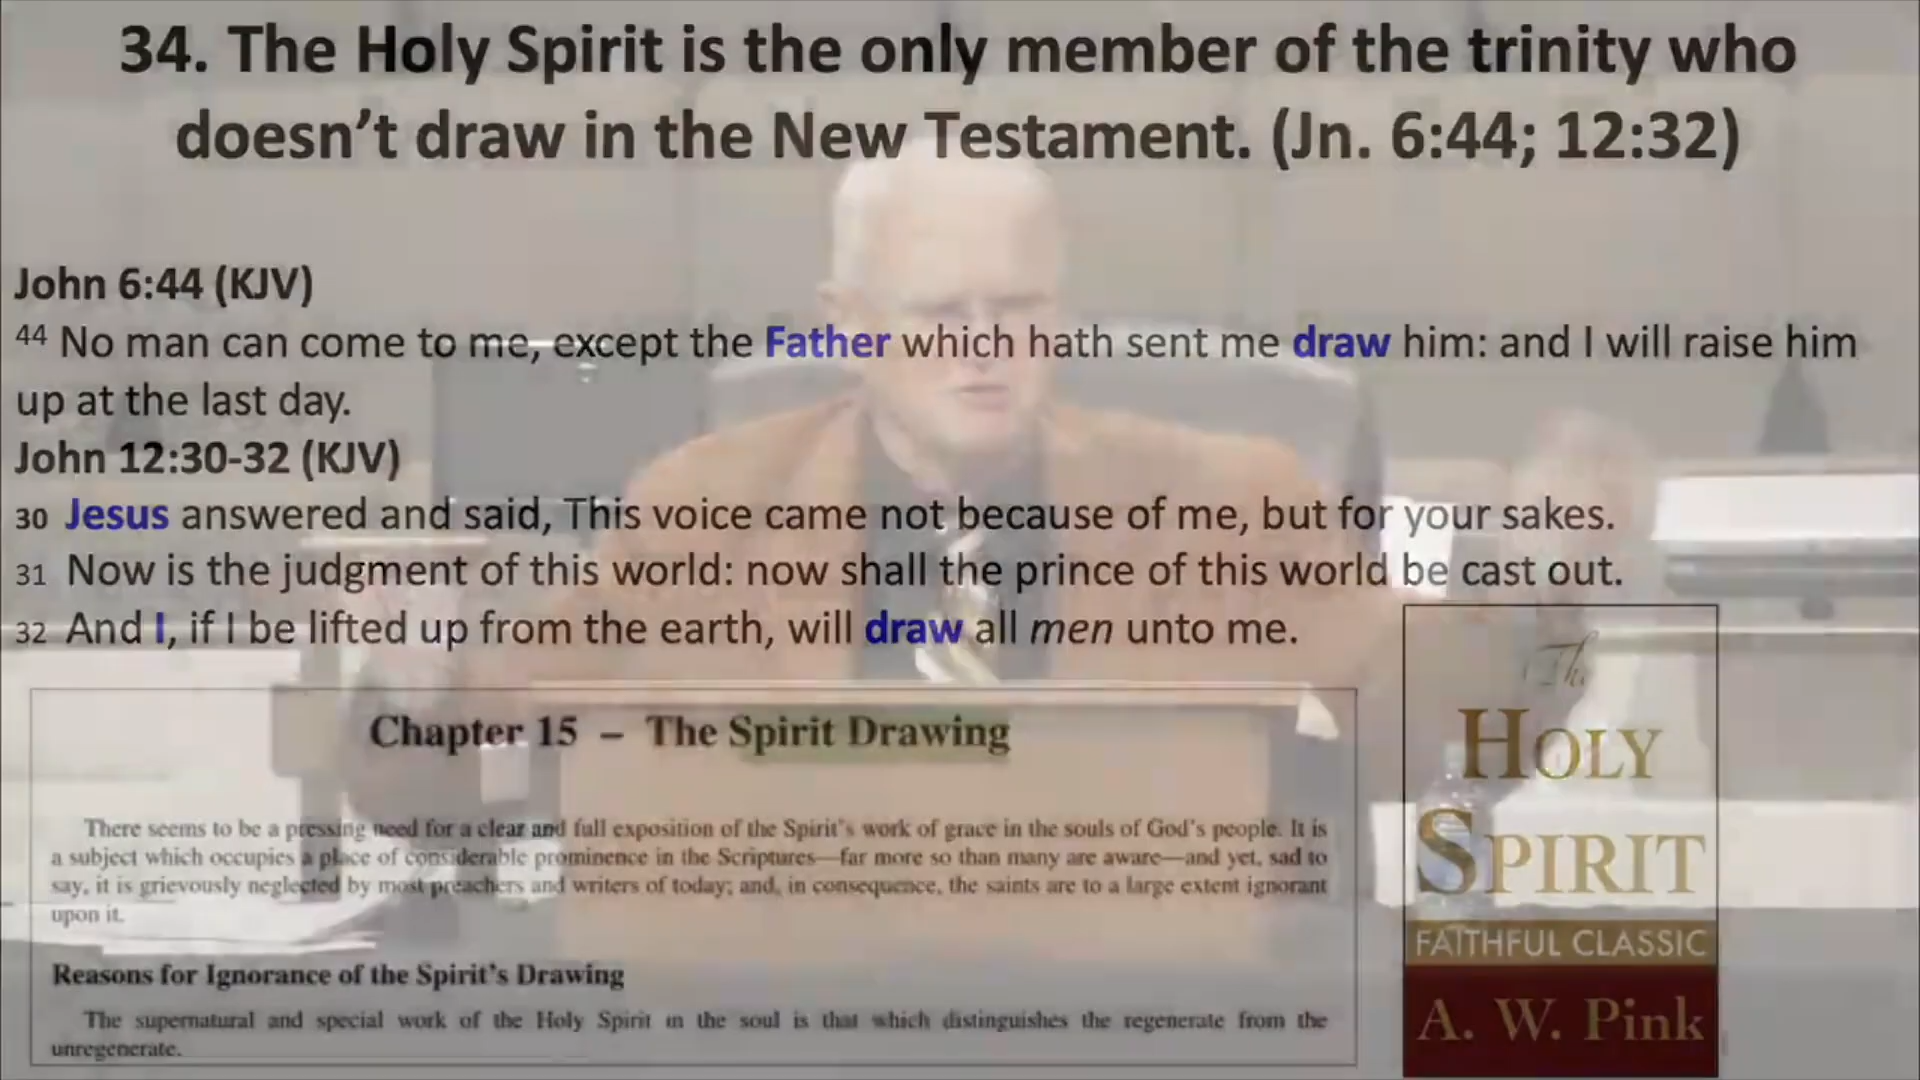 34. The Holy Spirit is the only member of the trinity who
doesn’t draw in the New Testament. (Jn. 6:44; 12:32)
John 6:44 (KJV)
44 No man can come to me, except the Father which hath sent me draw him: and I will raise him
up at the last day.
John 12:30-32 (KJV)
30 Jesus answered and said, This voice came not because of me, but for your sakes.
31 Now is the judgment of this world: now shall the prince of this world be cast out.
32 And I, if I be lifted up from the earth, will draw all men unto me.
Chapter 15 – The Spirit Drawing
There seems to be a pressing need for a clear and full exposition of the Spirit’s work of grace in the souls of God’s people. It is
a subject which occupies a place of considerable prominence in the Scriptures—far more so than many are aware—and yet, sad to
say, it is grievously neglected by most preachers and writers of today; and, in consequence, the saints are to a large extent ignorant
upon it.
Reasons for Ignorance of the Spirit’s Drawing
The supernatural and special work of the Holy Spirit in the soul is that which distinguishes the regenerate from the
unregenerate.
The
HOLY
SPIRIT
FAITHFUL CLASSIC
A. W. Pink